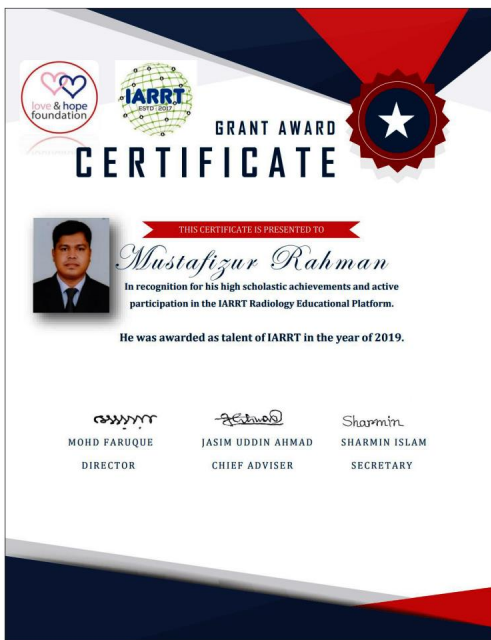 love & hope
foundation
IARRT
ESTD : 2017
GRANT AWARD
CERTIFICATE
THIS CERTIFICATE IS PRESENTED TO
Mustafizur Rahman
In recognition for his high scholastic achievements and active
participation in the IARRT Radiology Educational Platform.
He was awarded as talent of IARRT in the year of 2019.
Sharmin
MOHD FARUQUE JASIM UDDIN AHMAD SHARMIN ISLAM
DIRECTOR CHIEF ADVISER SECRETARY